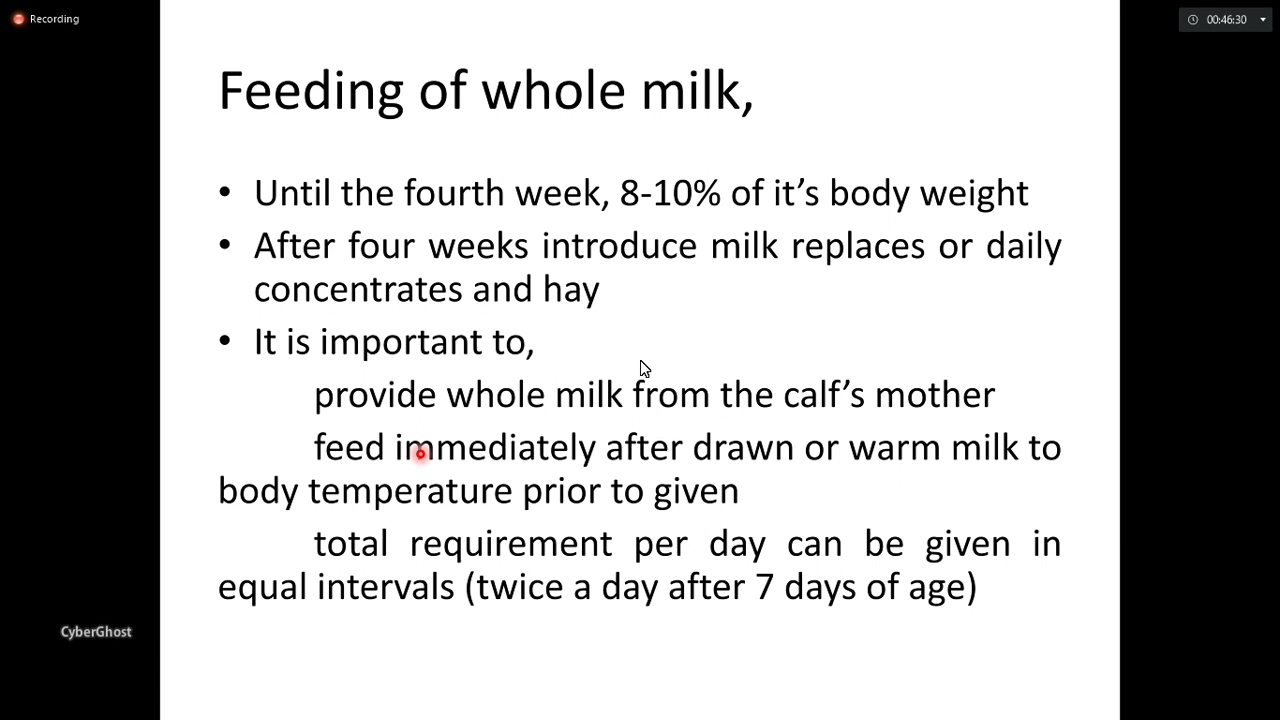 Recording
00:46:30
Feeding of whole milk,
• Until the fourth week, 8-10% of it’s body weight
• After four weeks introduce milk replaces or daily
concentrates and hay
• It is important to,
provide whole milk from the calf’s mother
feed immediately after drawn or warm milk to
body temperature prior to given
total requirement per day can be given in
equal intervals (twice a day after 7 days of age)
CyberGhost